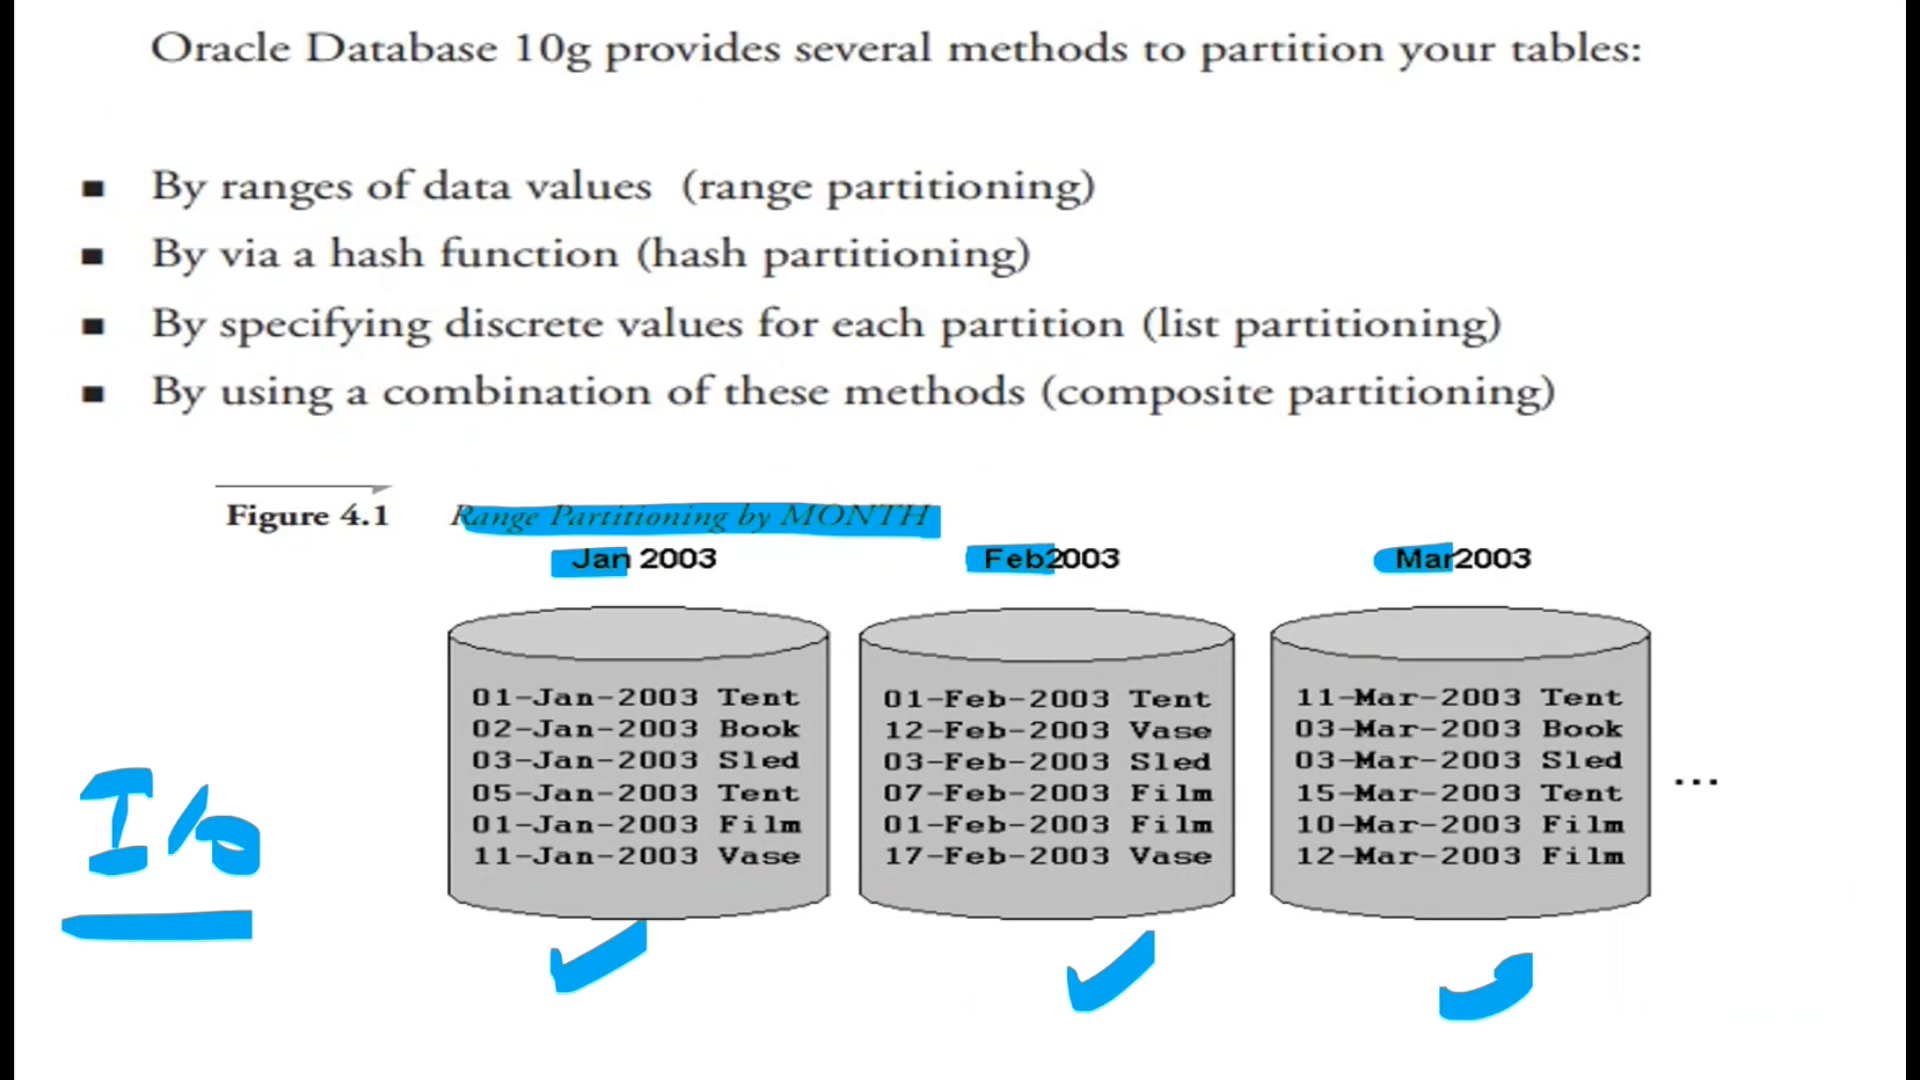 Oracle Database 10g provides several methods to partition your tables:
■ By ranges of data values (range partitioning)
■ By via a hash function (hash partitioning)
■ By specifying discrete values for each partition (list partitioning)
■ By using a combination of these methods (composite partitioning)
Figure 4.1 Range Partitioning by MONTH
Jan 2003 Feb2003 Mar2003
01-Jan-2003 Tent
02-Jan-2003 Book
03-Jan-2003 Sled
05-Jan-2003 Tent
01-Jan-2003 Film
11-Jan-2003 Vase
01-Feb-2003 Tent
12-Feb-2003 Vase
03-Feb-2003 Sled
07-Feb-2003 Film
01-Feb-2003 Film
17-Feb-2003 Vase
11-Mar-2003 Tent
03-Mar-2003 Book
03-Mar-2003 Sled
15-Mar-2003 Tent
10-Mar-2003 Film
12-Mar-2003 Film
...
I/o